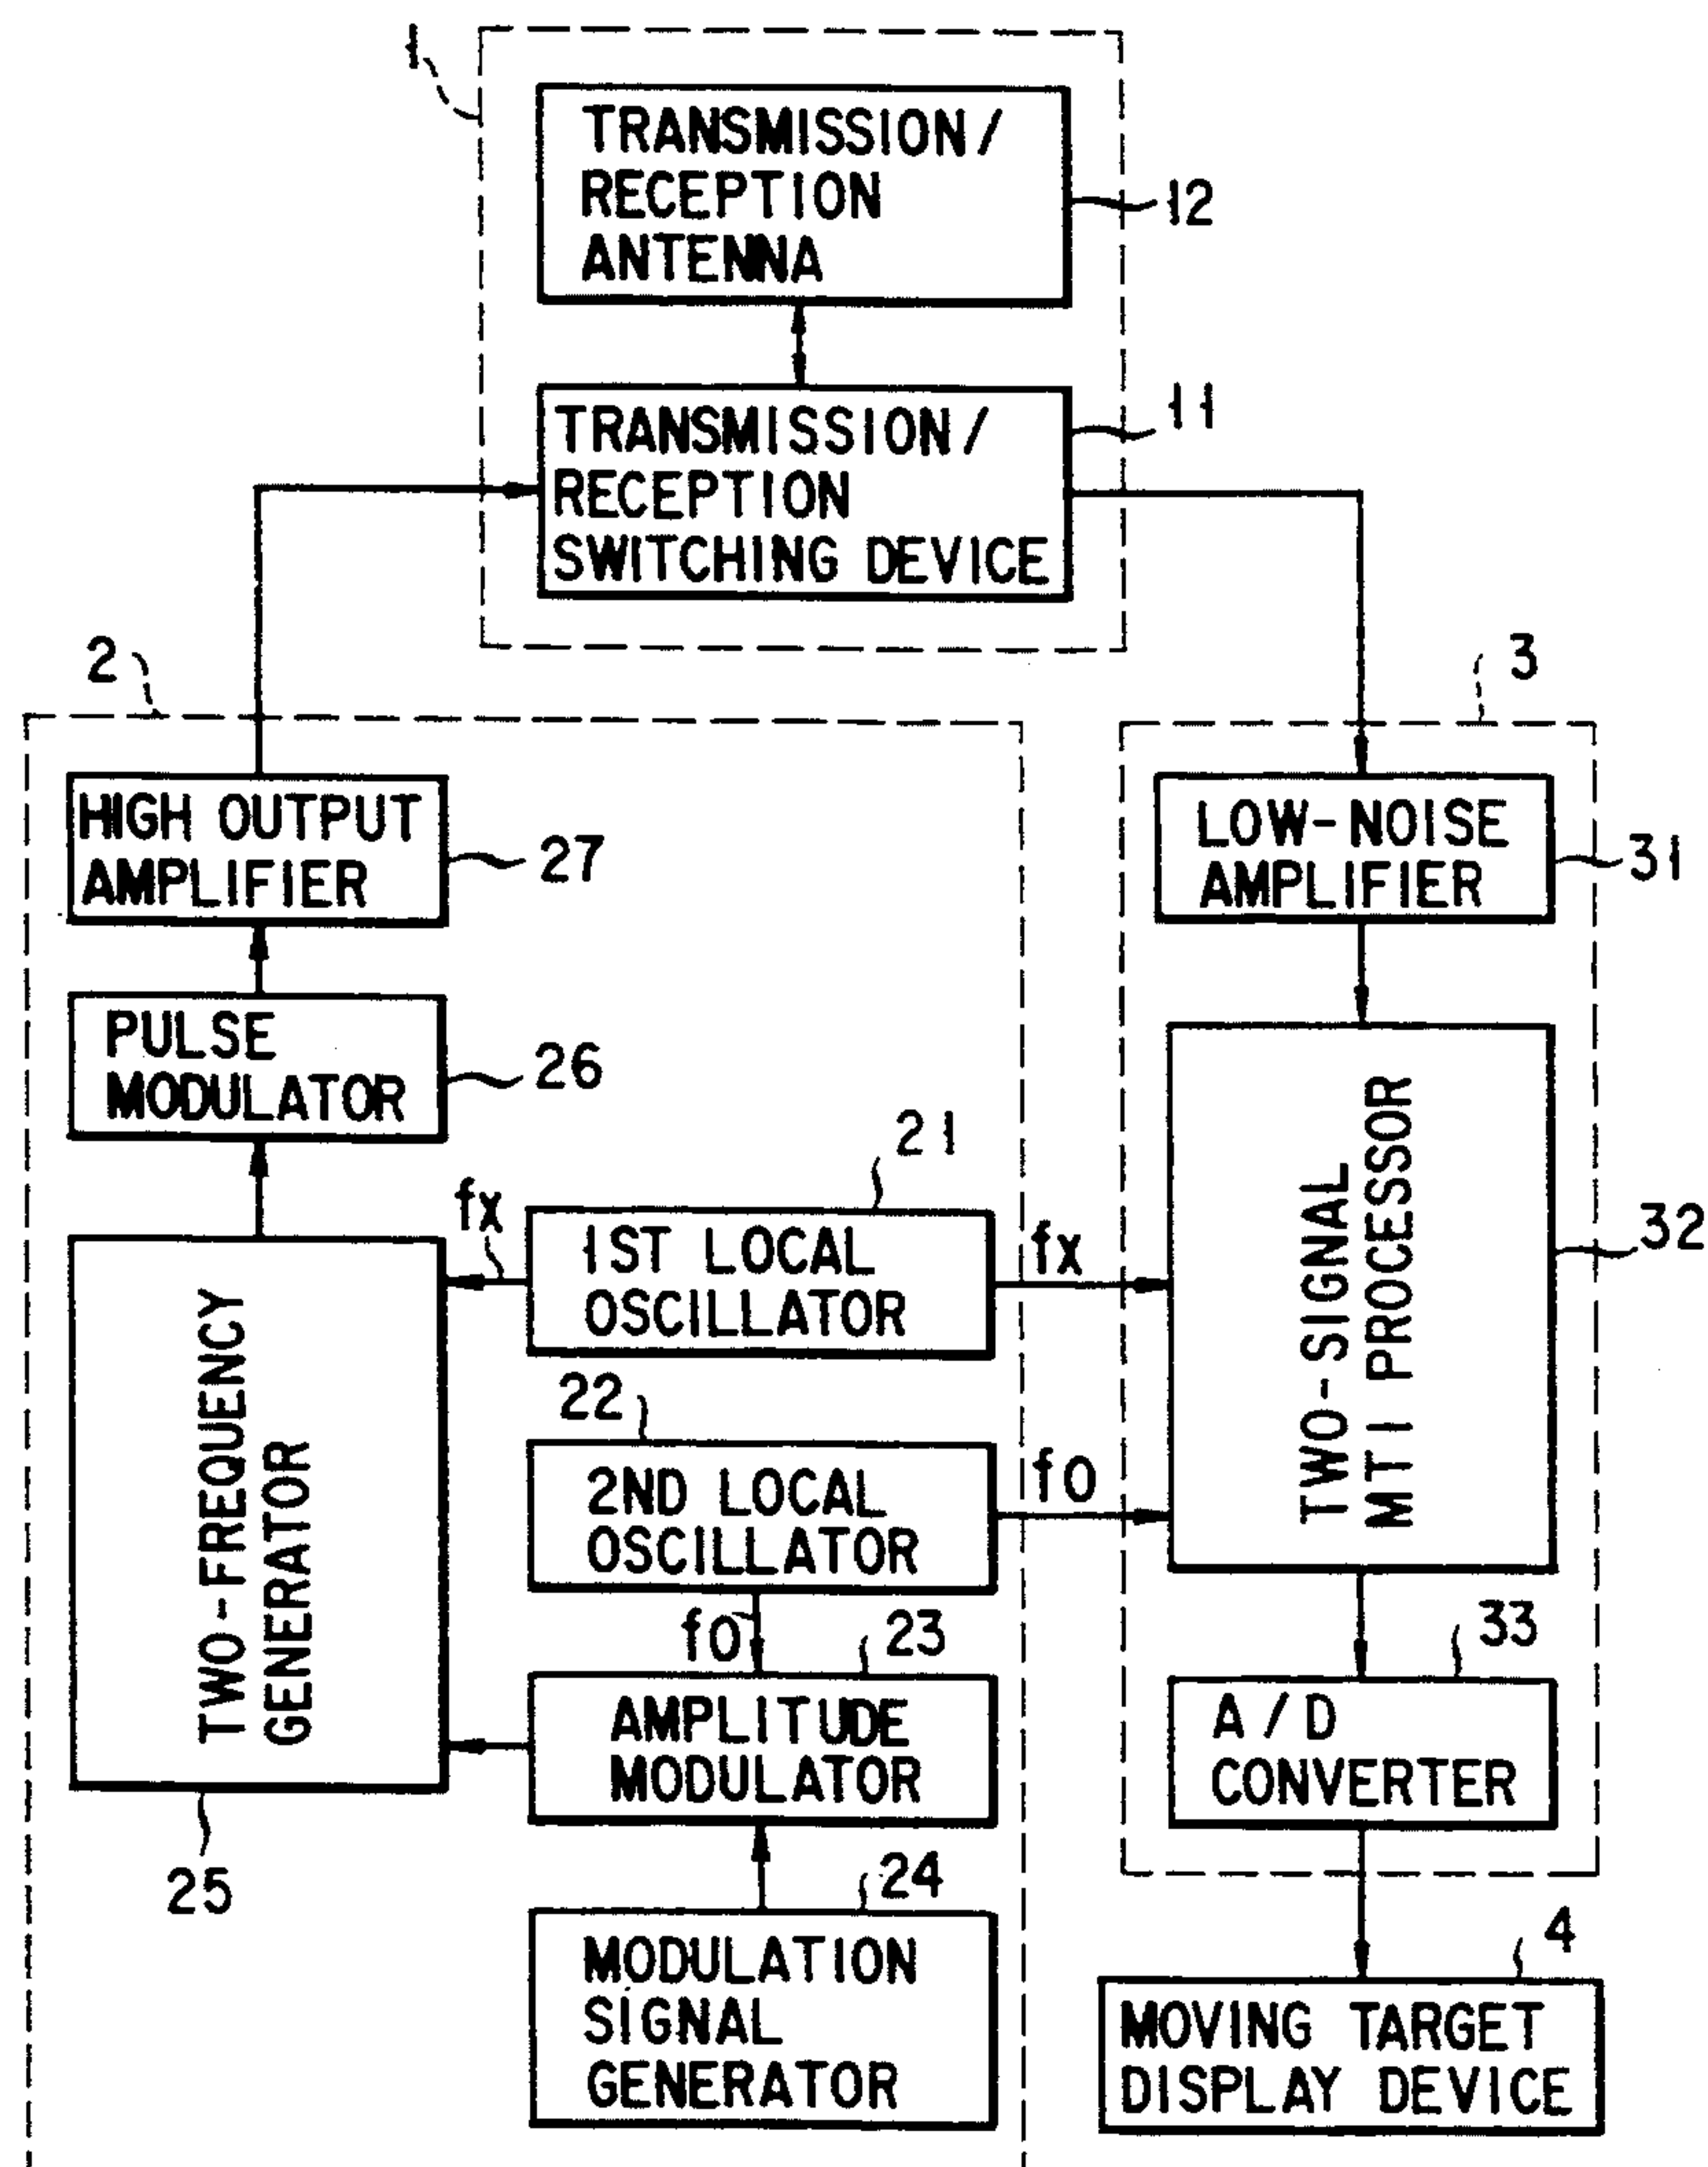 1
TRANSMISSION/
RECEPTION
ANTENNA
12
TRANSMISSION/
RECEPTION
SWITCHING DEVICE
11
2
3
HIGH OUTPUT
AMPLIFIER
27
LOW-NOISE
AMPLIFIER
31
PULSE
MODULATOR
26
TWO-SIGNAL
MTI PROCESSOR
32
21
fx
1ST LOCAL
OSCILLATOR
fx
TWO-FREQUENCY
GENERATOR
25
22
2ND LOCAL
OSCILLATOR
f0
f0
23
AMPLITUDE
MODULATOR
33
A/D
CONVERTER
24
MODULATION
SIGNAL
GENERATOR
4
MOVING TARGET
DISPLAY DEVICE